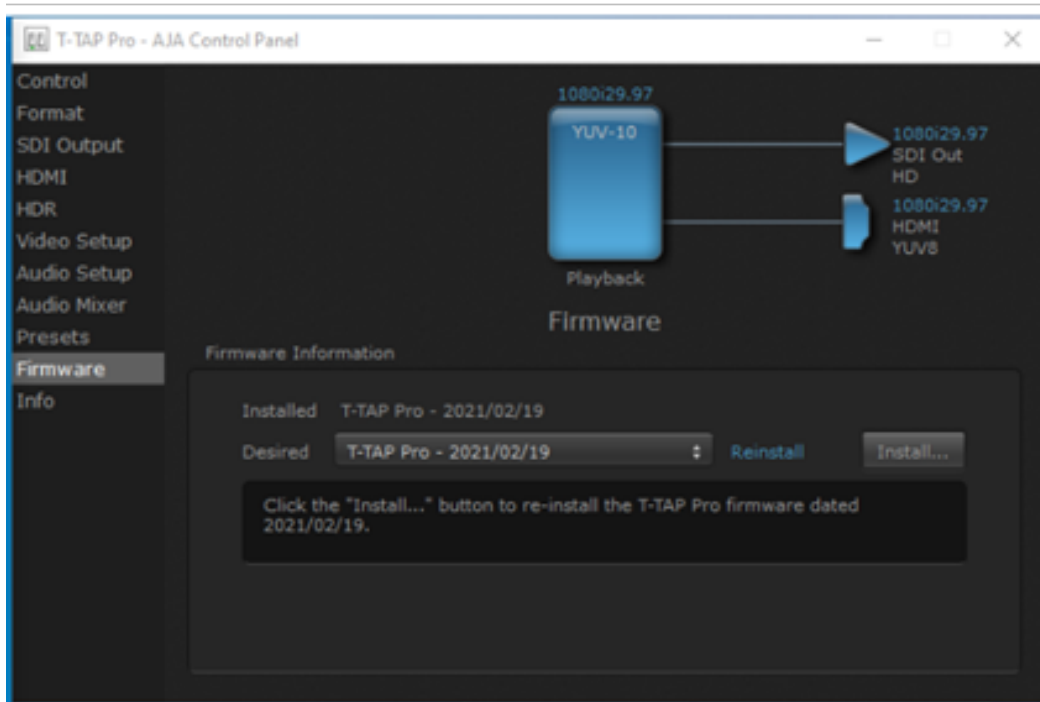 T-TAP Pro - AJA Control Panel
Control
Format
SDI Output
HDMI
HDR
Video Setup
Audio Setup
Audio Mixer
Presets
Firmware
Info
1080i29.97
YUV-10
Playback
1080i29.97
SDI Out
HD
1080i29.97
HDMI
YUV8
Firmware
Firmware Information
Installed T-TAP Pro - 2021/02/19
Desired T-TAP Pro - 2021/02/19 Reinstall Install...
Click the "Install..." button to re-install the T-TAP Pro firmware dated
2021/02/19.